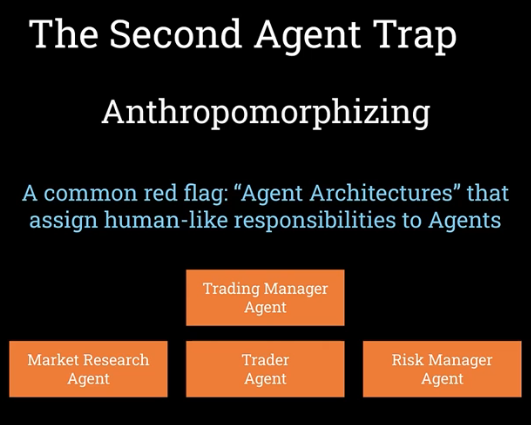 The Second Agent Trap
Anthropomorphizing
A common red flag: “Agent Architectures” that
assign human-like responsibilities to Agents
Trading Manager
Agent
Market Research
Agent
Trader
Agent
Risk Manager
Agent